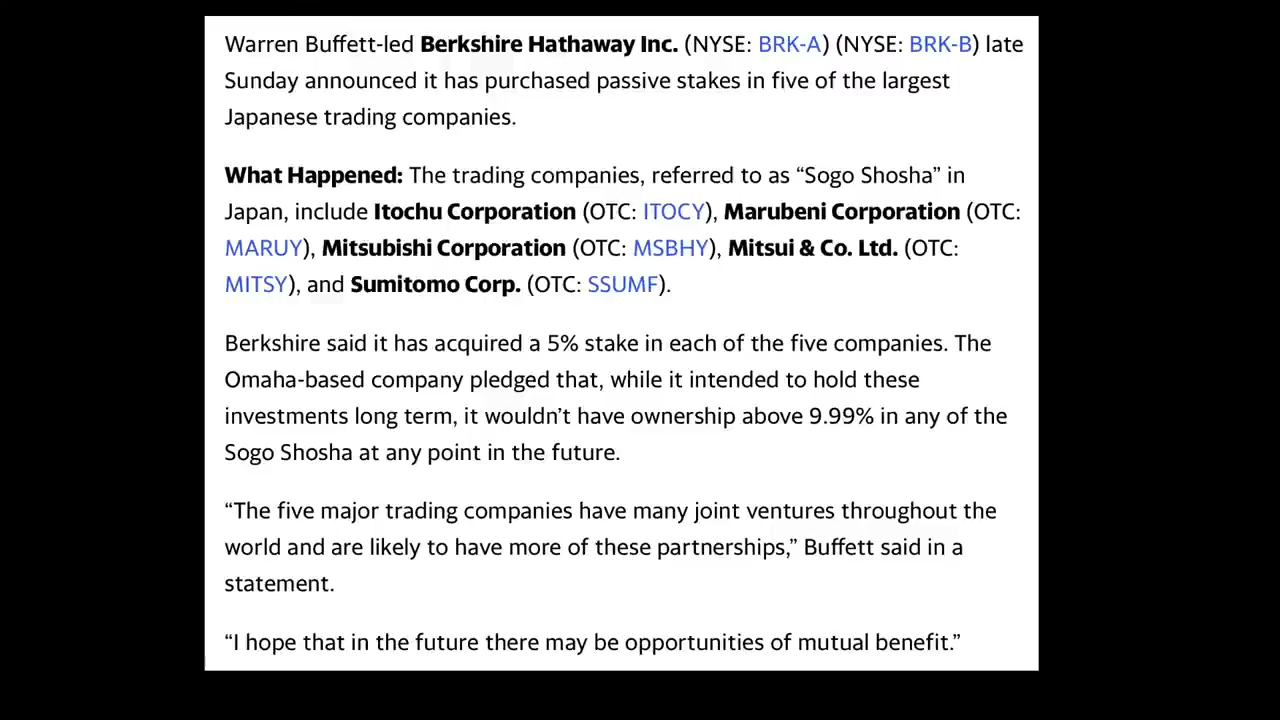 Warren Buffett-led Berkshire Hathaway Inc. (NYSE: BRK-A) (NYSE: BRK-B) late
Sunday announced it has purchased passive stakes in five of the largest
Japanese trading companies.
What Happened: The trading companies, referred to as “Sogo Shosha” in
Japan, include Itochu Corporation (OTC: ITOCY), Marubeni Corporation (OTC:
MARUY), Mitsubishi Corporation (OTC: MSBHY), Mitsui & Co. Ltd. (OTC:
MITSY), and Sumitomo Corp. (OTC: SSUMF).
Berkshire said it has acquired a 5% stake in each of the five companies. The
Omaha-based company pledged that, while it intended to hold these
investments long term, it wouldn’t have ownership above 9.99% in any of the
Sogo Shosha at any point in the future.
“The five major trading companies have many joint ventures throughout the
world and are likely to have more of these partnerships,” Buffett said in a
statement.
“I hope that in the future there may be opportunities of mutual benefit.”